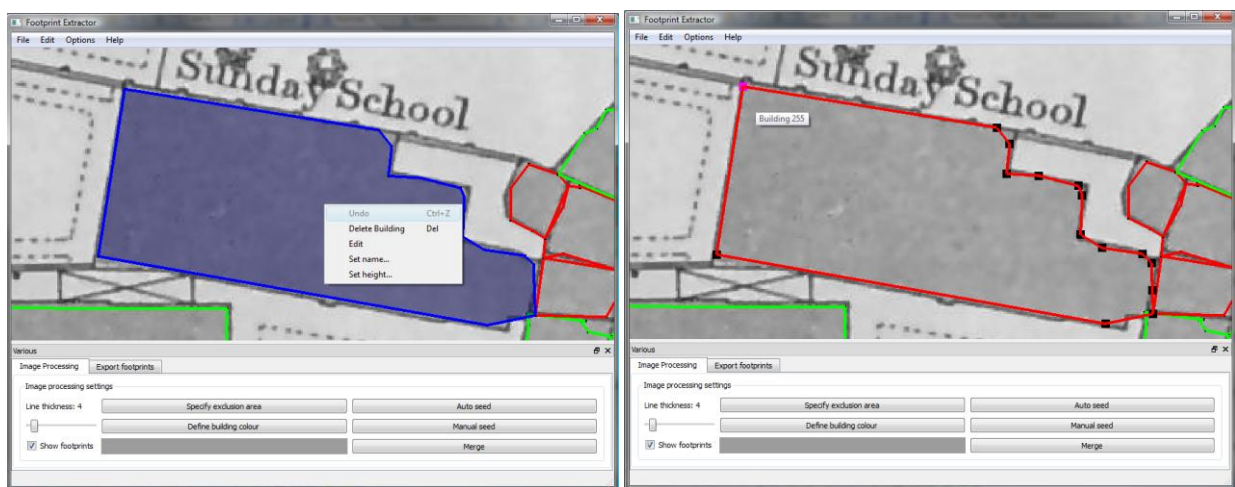 Footprint Extractor
File Edit Options Help
Sunday School
Undo Ctrl+Z
Delete Building Del
Edit
Set name...
Set height...
Various
Image Processing Export footprints
Image processing settings
Line thickness: 4 Specify exclusion area Auto seed
Define building colour Manual seed
Show footprints Merge
Footprint Extractor
File Edit Options Help
Sunday School
Building 255
Various
Image Processing Export footprints
Image processing settings
Line thickness: 4 Specify exclusion area Auto seed
Define building colour Manual seed
Show footprints Merge